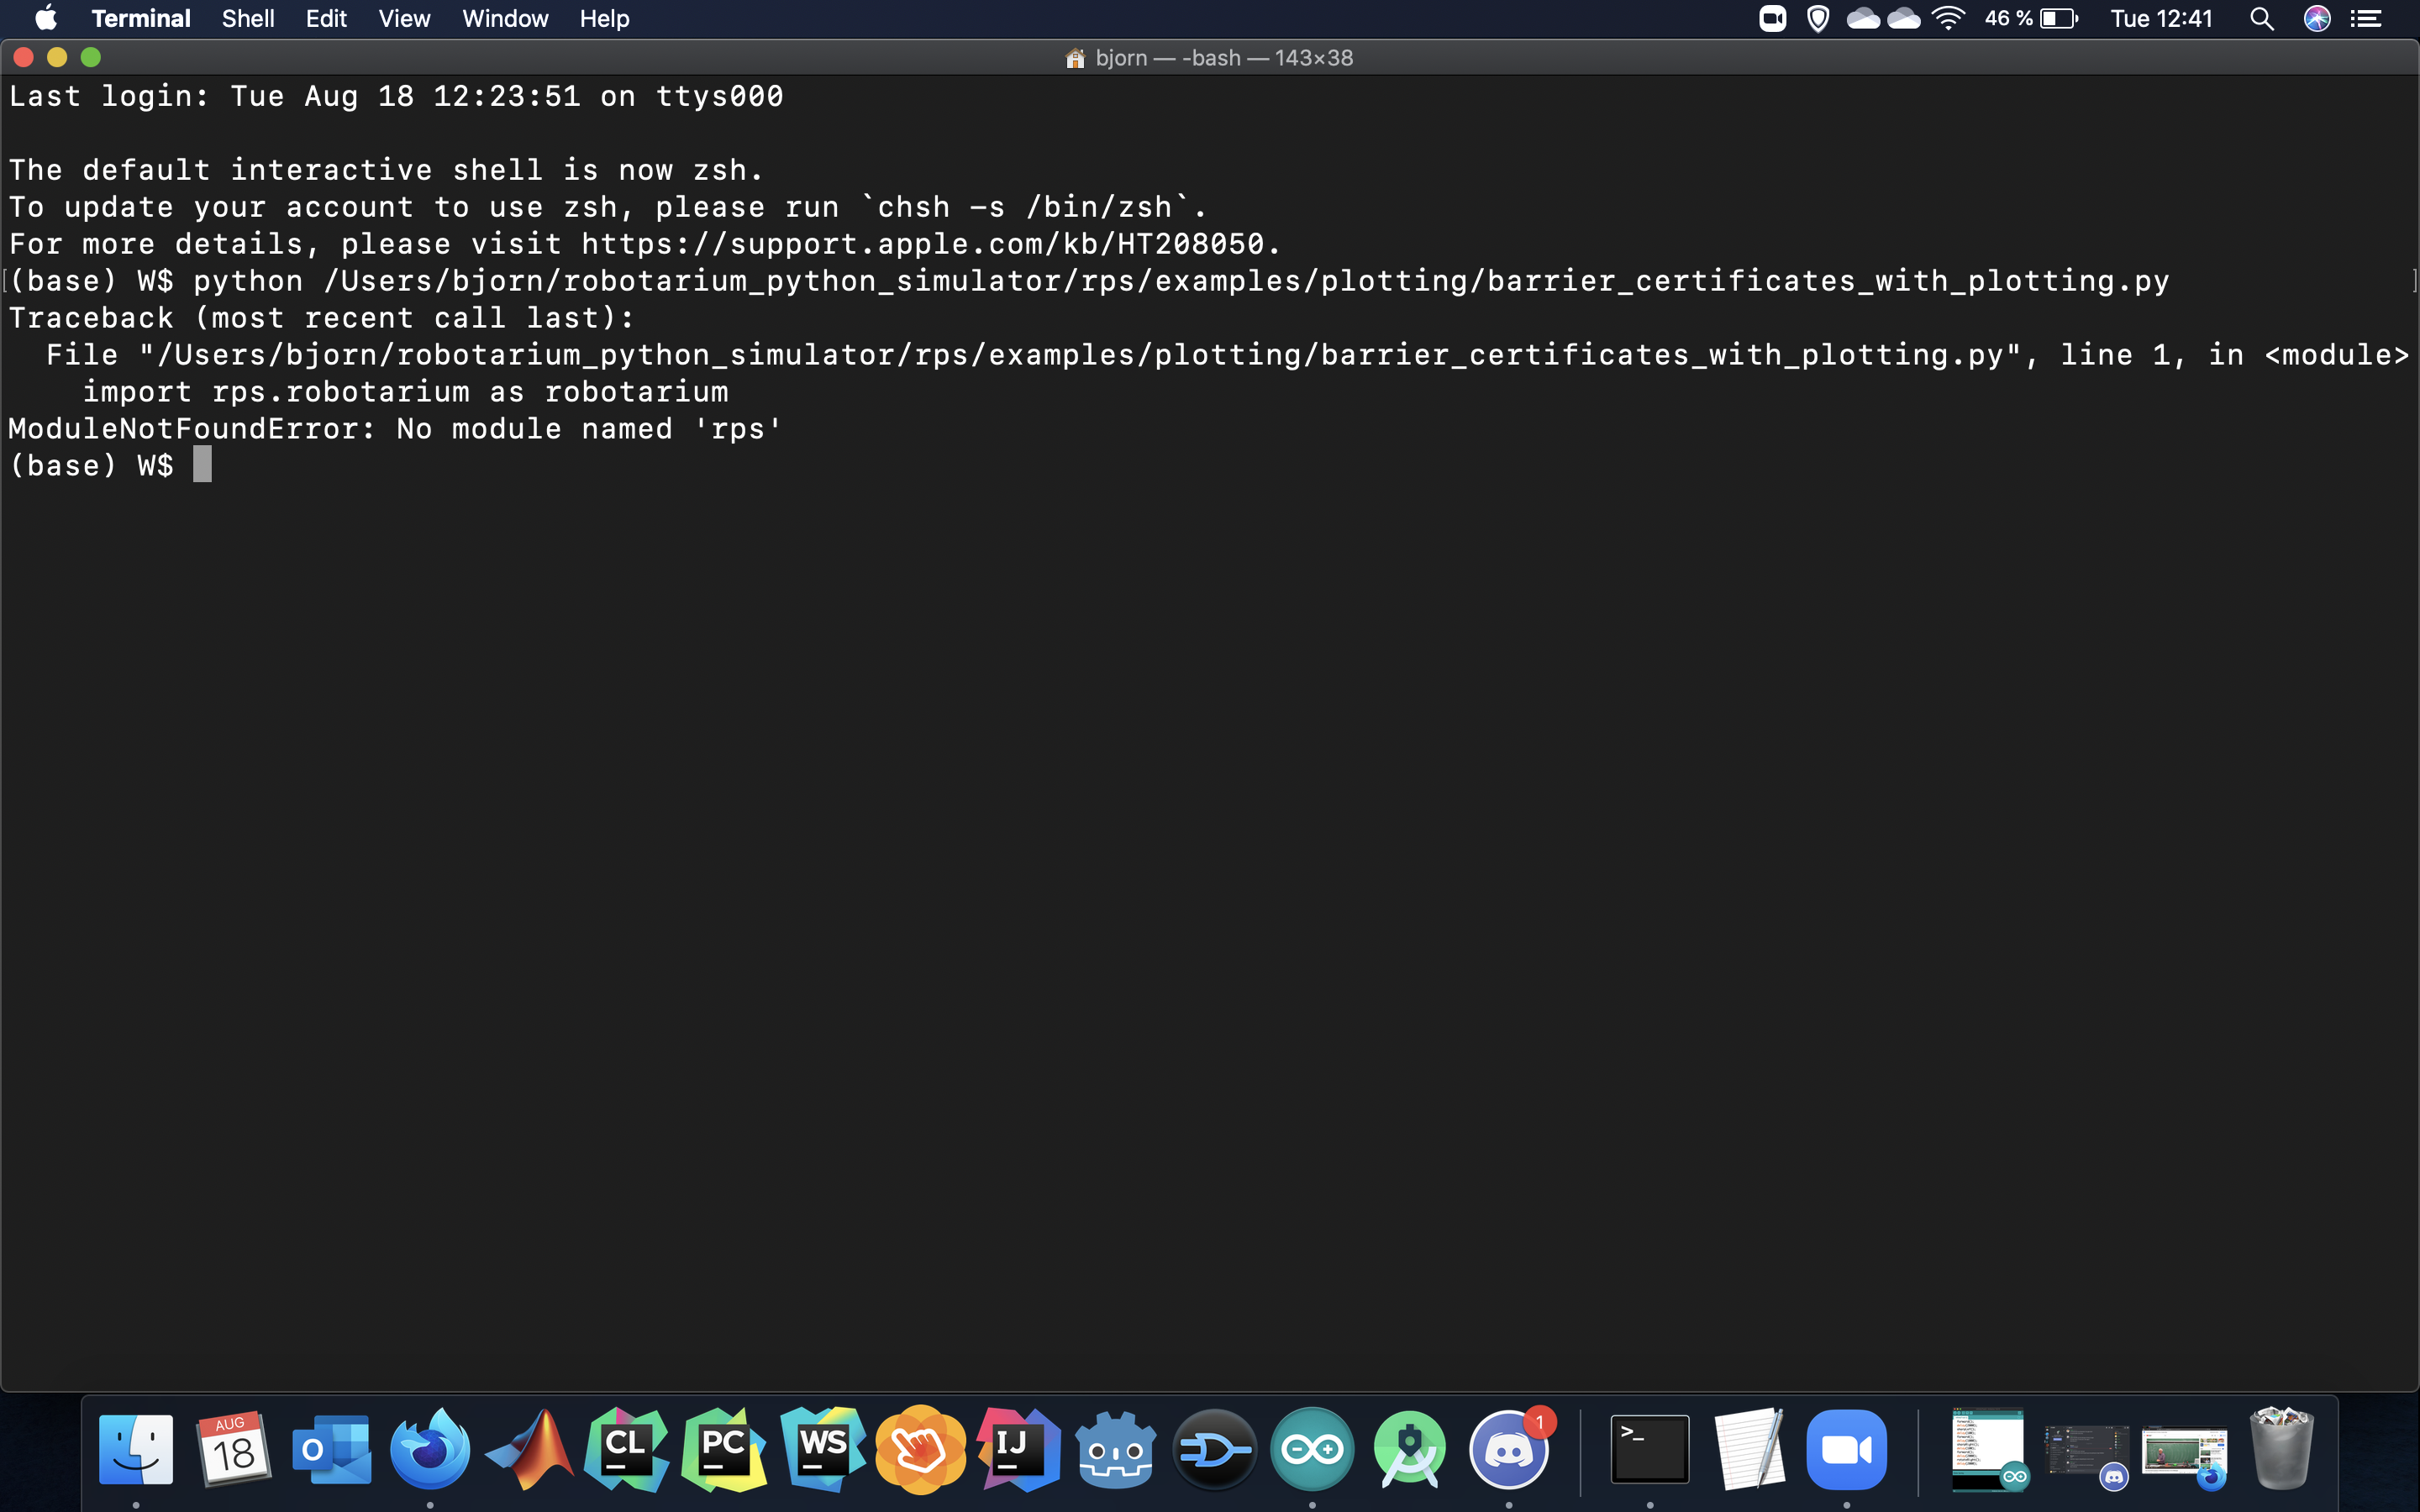 Terminal Shell Edit View Window Help 46 % Tue 12:41
bjorn — -bash — 143×38
Last login: Tue Aug 18 12:23:51 on ttys000
The default interactive shell is now zsh.
To update your account to use zsh, please run `chsh -s /bin/zsh`.
For more details, please visit https://support.apple.com/kb/HT208050.
[(base) W$ python /Users/bjorn/robotarium_python_simulator/rps/examples/plotting/barrier_certificates_with_plotting.py ]
Traceback (most recent call last):
File "/Users/bjorn/robotarium_python_simulator/rps/examples/plotting/barrier_certificates_with_plotting.py", line 1, in <module>
import rps.robotarium as robotarium
ModuleNotFoundError: No module named 'rps'
(base) W$
AUG
18
O
CL
PC
WS
IJ
1
>_